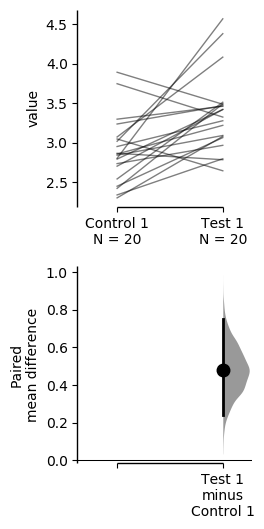 4.5
4.0
3.5
3.0
2.5
value
Control 1
N = 20
Test 1
N = 20
1.0
0.8
0.6
0.4
0.2
0.0
Paired
mean difference
Test 1
minus
Control 1